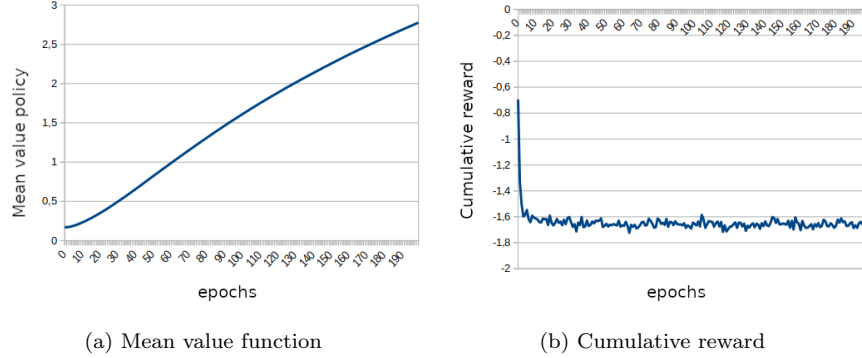 3
2,5
2
1,5
1
0,5
0
Mean value policy
0 10 20 30 40 50 60 70 80 90 100 110 120 130 140 150 160 170 180 190
epochs
(a) Mean value function
0
-0,2
-0,4
-0,6
-0,8
-1
-1,2
-1,4
-1.6
-1.8
-2
Cumulative reward
0 10 20 30 40 50 60 70 80 90 100 110 120 130 140 150 160 170 180 190
epochs
(b) Cumulative reward